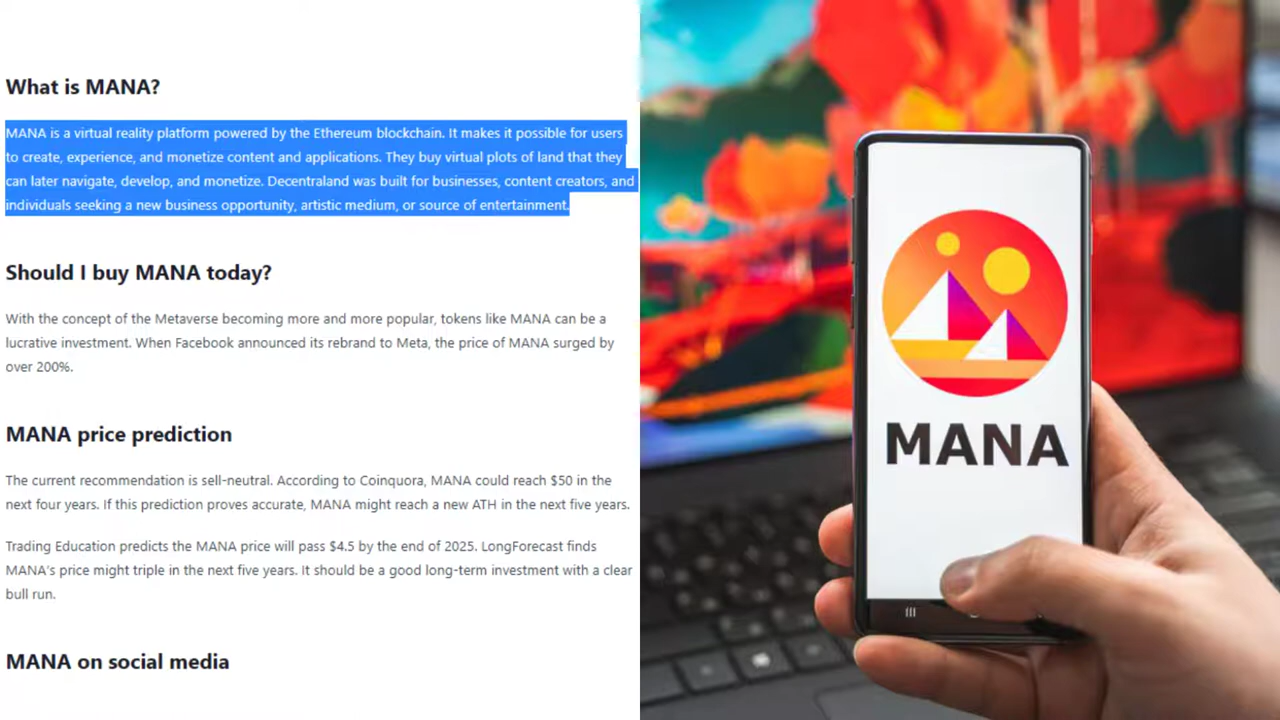 What is MANA?
MANA is a virtual reality platform powered by the Ethereum blockchain. It makes it possible for users
to create, experience, and monetize content and applications. They buy virtual plots of land that they
can later navigate, develop, and monetize. Decentraland was built for businesses, content creators, and
individuals seeking a new business opportunity, artistic medium, or source of entertainment.
Should I buy MANA today?
With the concept of the Metaverse becoming more and more popular, tokens like MANA can be a
lucrative investment. When Facebook announced its rebrand to Meta, the price of MANA surged by
over 200%.
MANA price prediction
The current recommendation is sell-neutral. According to Coinquora, MANA could reach $50 in the
next four years. If this prediction proves accurate, MANA might reach a new ATH in the next five years.
Trading Education predicts the MANA price will pass $4.5 by the end of 2025. LongForecast finds
MANA’s price might triple in the next five years. It should be a good long-term investment with a clear
bull run.
MANA on social media
MANA